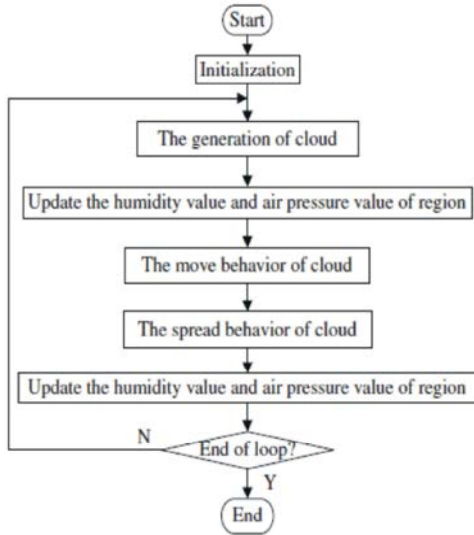 Start
Initialization
The generation of cloud
Update the humidity value and air pressure value of region
The move behavior of cloud
The spread behavior of cloud
Update the humidity value and air pressure value of region
N
End of loop?
Y
End